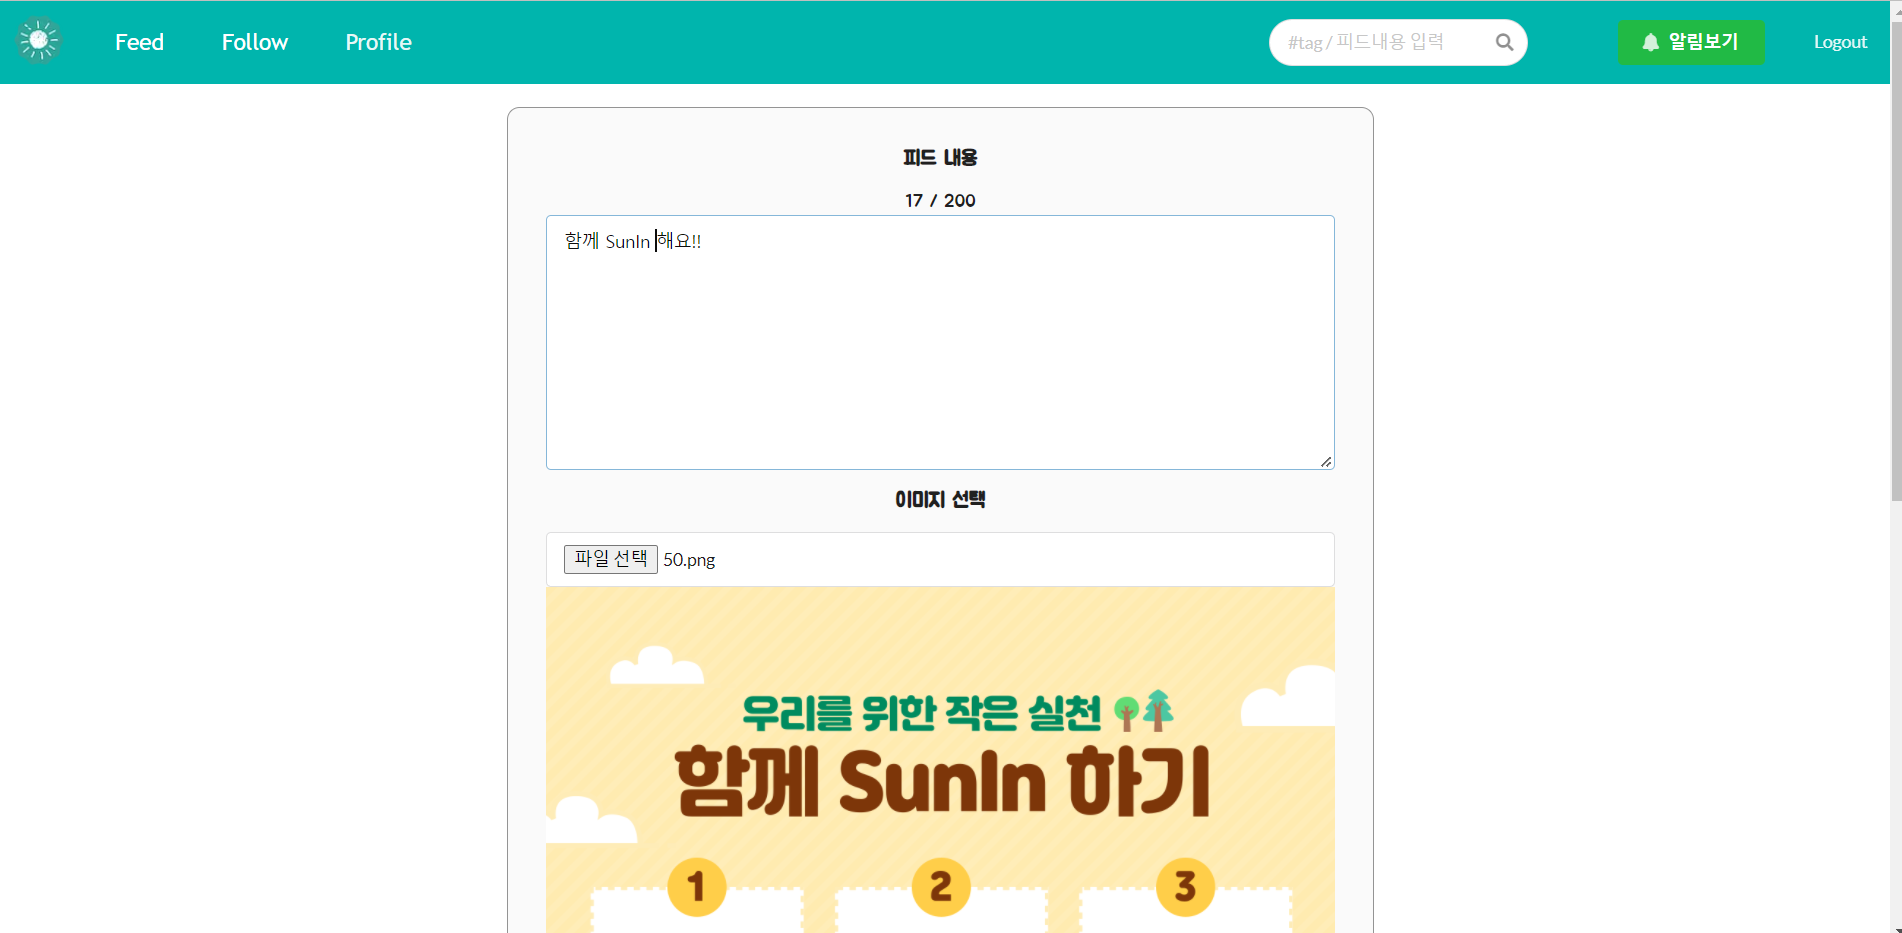 Feed Follow Profile #tag / 피드내용 입력 알림보기 Logout
피드 내용
17 / 200
함께 SunIn 해요!!
이미지 선택
파일 선택 50.png
우리를 위한 작은 실천
함께 SunIn 하기
1 2 3